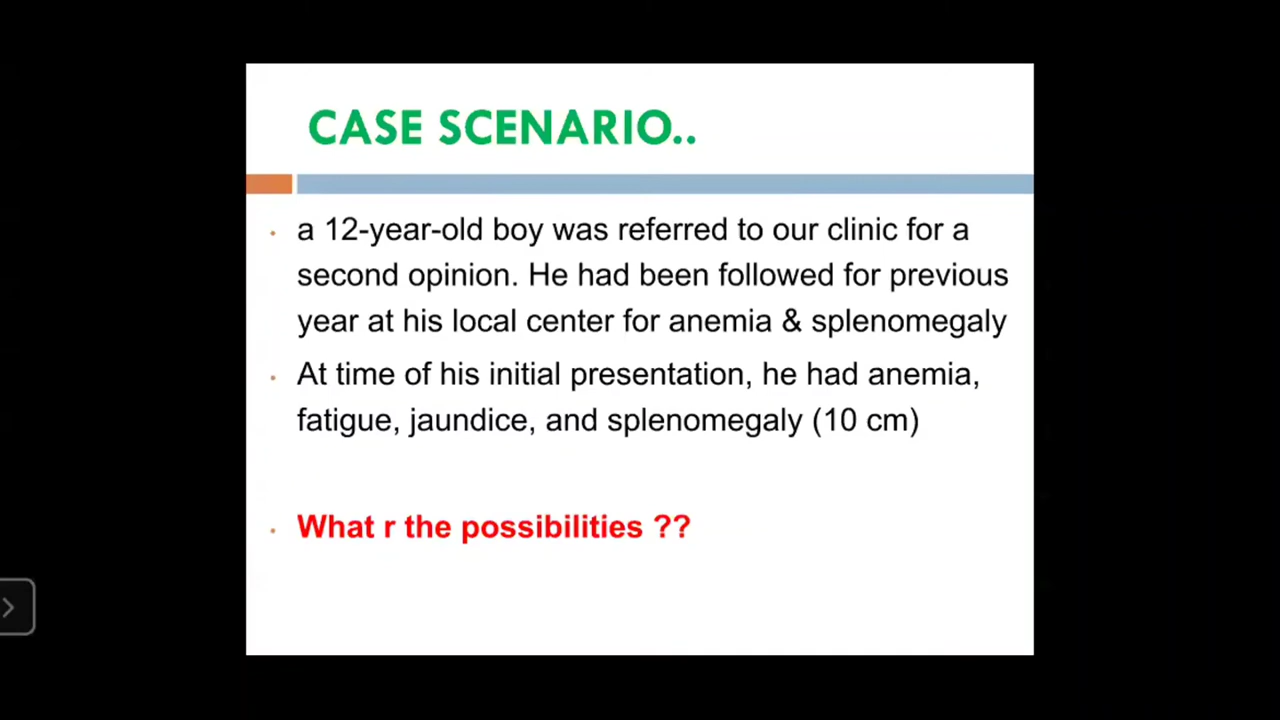 CASE SCENARIO..
a 12-year-old boy was referred to our clinic for a
second opinion. He had been followed for previous
year at his local center for anemia & splenomegaly
At time of his initial presentation, he had anemia,
fatigue, jaundice, and splenomegaly (10 cm)
What r the possibilities ??